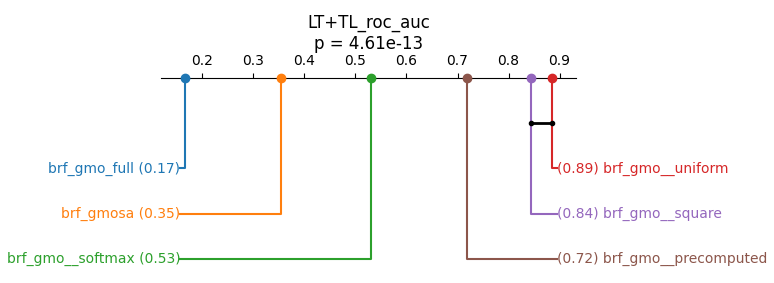 LT+TL_roc_auc
p = 4.61e-13
0.2 0.3 0.4 0.5 0.6 0.7 0.8 0.9
brf_gmo_full (0.17)
(0.89) brf_gmo__uniform
brf_gmosa (0.35)
(0.84) brf_gmo__square
brf_gmo__softmax (0.53)
(0.72) brf_gmo__precomputed